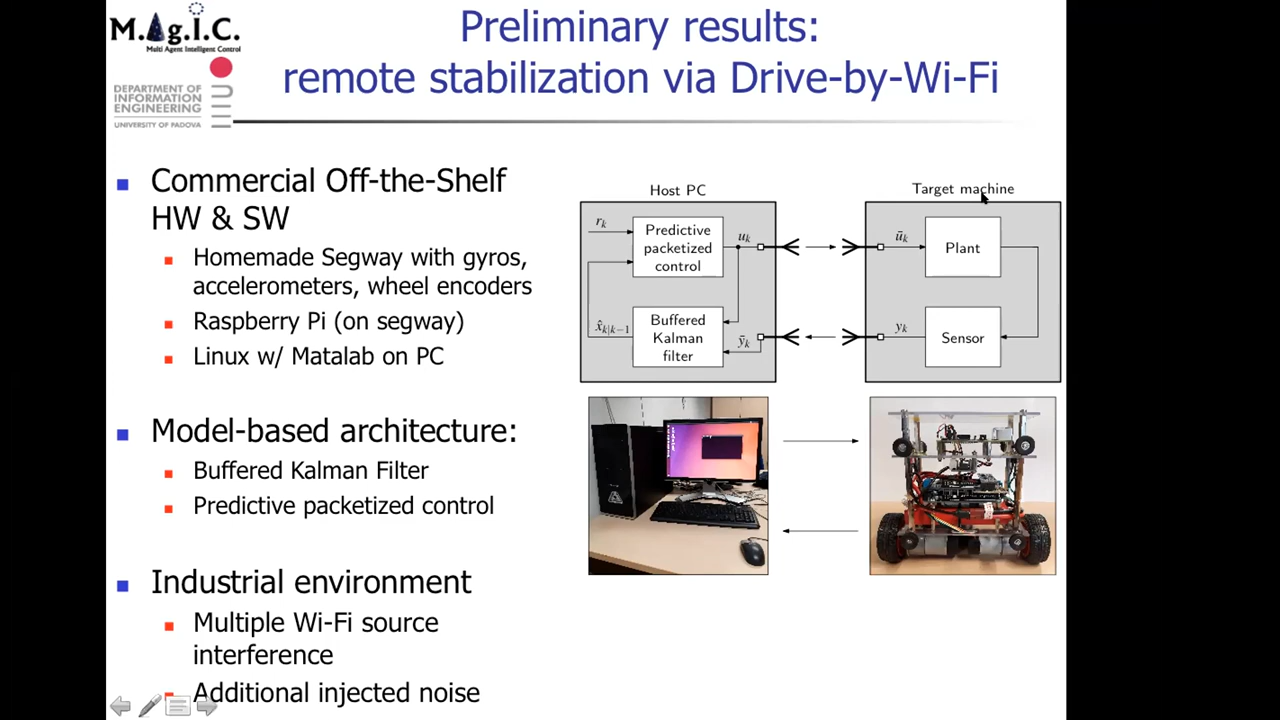 M.AgI.C.
Multi Agent Intelligent Control
DEPARTMENT OF
INFORMATION
ENGINEERING
UNIVERSITY OF PADOVA
Preliminary results:
remote stabilization via Drive-by-Wi-Fi
Commercial Off-the-Shelf
HW & SW
Homemade Segway with gyros,
accelerometers, wheel encoders
Raspberry Pi (on segway)
Linux w/ Matalab on PC
Model-based architecture:
Buffered Kalman Filter
Predictive packetized control
Industrial environment
Multiple Wi-Fi source
interference
Additional injected noise
Host PC
r_k
Predictive
packetized
control
u_k
x̂_k|k−1
Buffered
Kalman
filter
ȳ_k
Target machine
ū_k
Plant
y_k
Sensor